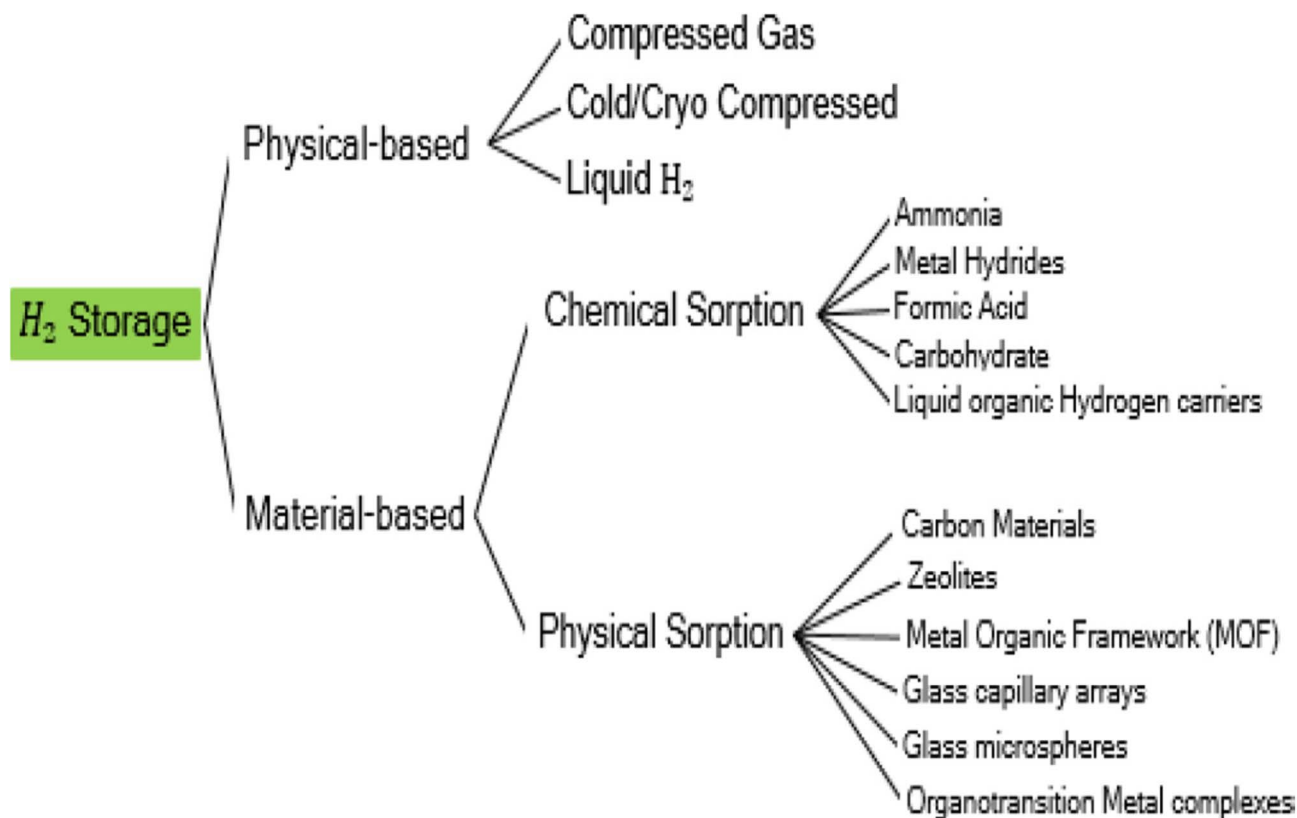 H₂ Storage
Physical-based
Compressed Gas
Cold/Cryo Compressed
Liquid H₂
Material-based
Chemical Sorption
Ammonia
Metal Hydrides
Formic Acid
Carbohydrate
Liquid organic Hydrogen carriers
Physical Sorption
Carbon Materials
Zeolites
Metal Organic Framework (MOF)
Glass capillary arrays
Glass microspheres
Organotransition Metal complexes